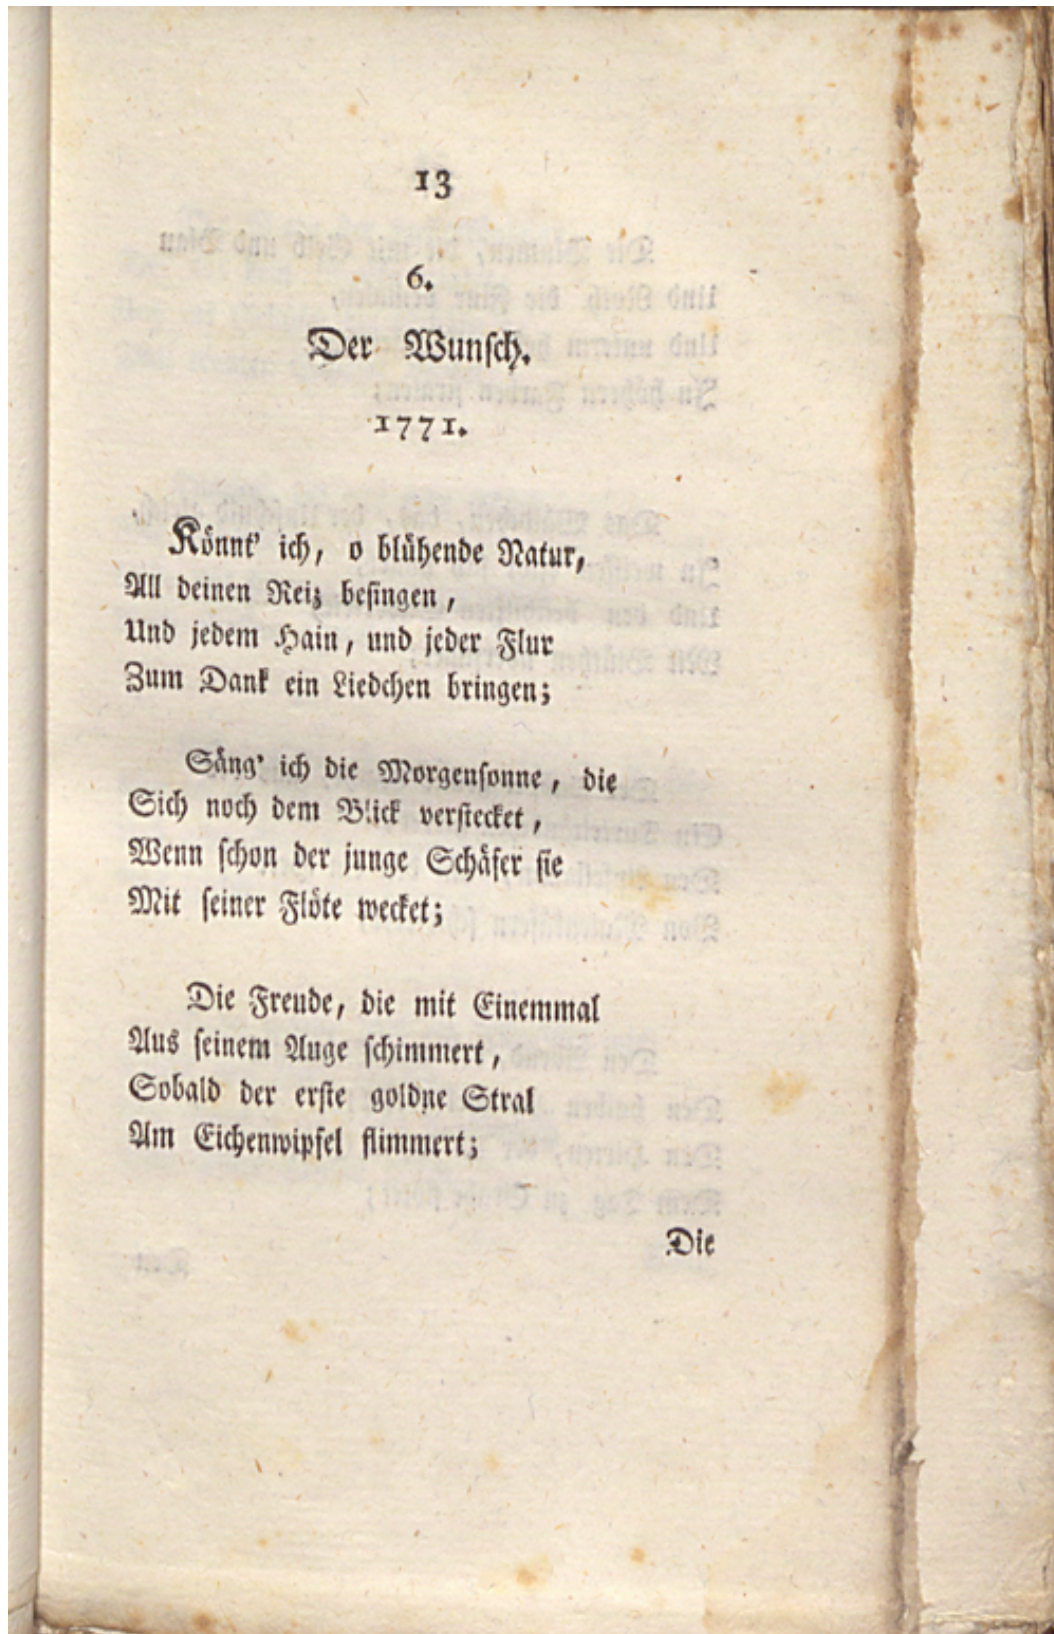 13
6.
Der Wunsch.
1771.
Könnt' ich, o blühende Natur,
All deinen Reiz besingen,
Und jedem Hain, und jeder Flur
Zum Dank ein Liedchen bringen;
Säng' ich die Morgensonne, die
Sich noch dem Blick verstecket,
Wenn schon der junge Schäfer sie
Mit seiner Flöte wecket;
Die Freude, die mit Einemmal
Aus seinem Auge schimmert,
Sobald der erste goldne Stral
Am Eichenwipfel flimmert;
Die